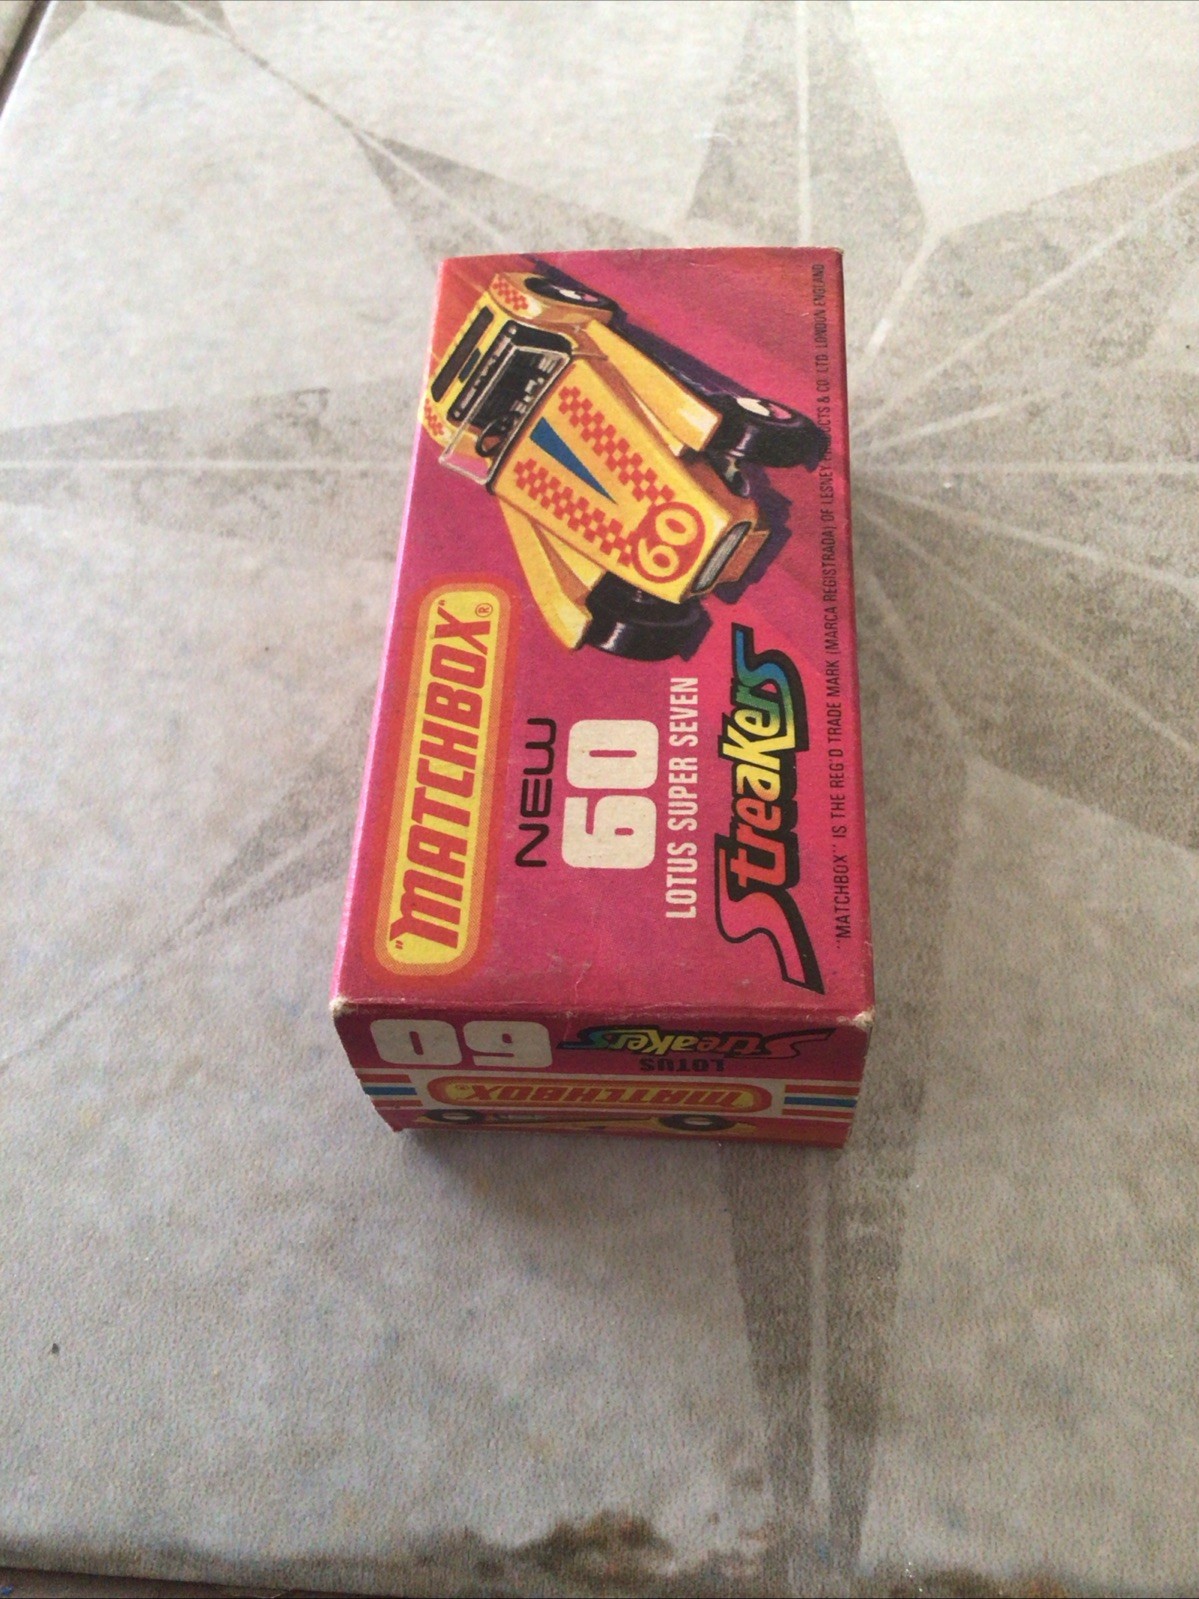 "MATCHBOX"®
NEW
60
LOTUS SUPER SEVEN
Streakers
"MATCHBOX" IS THE REG'D TRADE MARK (MARCA REGISTRADA) OF LESNEY PRODUCTS & CO. LTD. LONDON ENGLAND
60
60
Streakers
LOTUS
"MATCHBOX"®